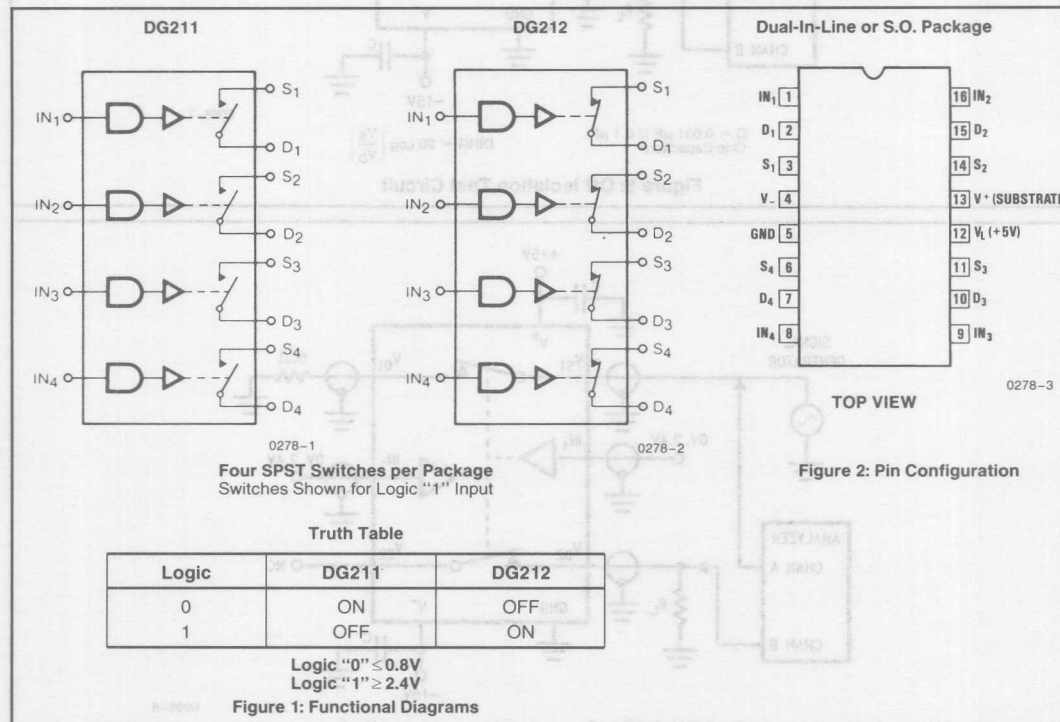 DG211
IN1
IN2
IN3
IN4
S1
D1
S2
D2
S3
D3
S4
D4
0278-1
DG212
IN1
IN2
IN3
IN4
S1
D1
S2
D2
S3
D3
S4
D4
0278-2
Four SPST Switches per Package
Switches Shown for Logic "1" Input
Dual-In-Line or S.O. Package
IN1 1
D1 2
S1 3
V- 4
GND 5
S4 6
D4 7
IN4 8
16 IN2
15 D2
14 S2
13 V+ (SUBSTRATE
12 VL (+5V)
11 S3
10 D3
9 IN3
0278-3
TOP VIEW
Figure 2: Pin Configuration
Truth Table
Logic DG211 DG212
0 ON OFF
1 OFF ON
Logic "0" ≤ 0.8V
Logic "1" ≥ 2.4V
Figure 1: Functional Diagrams